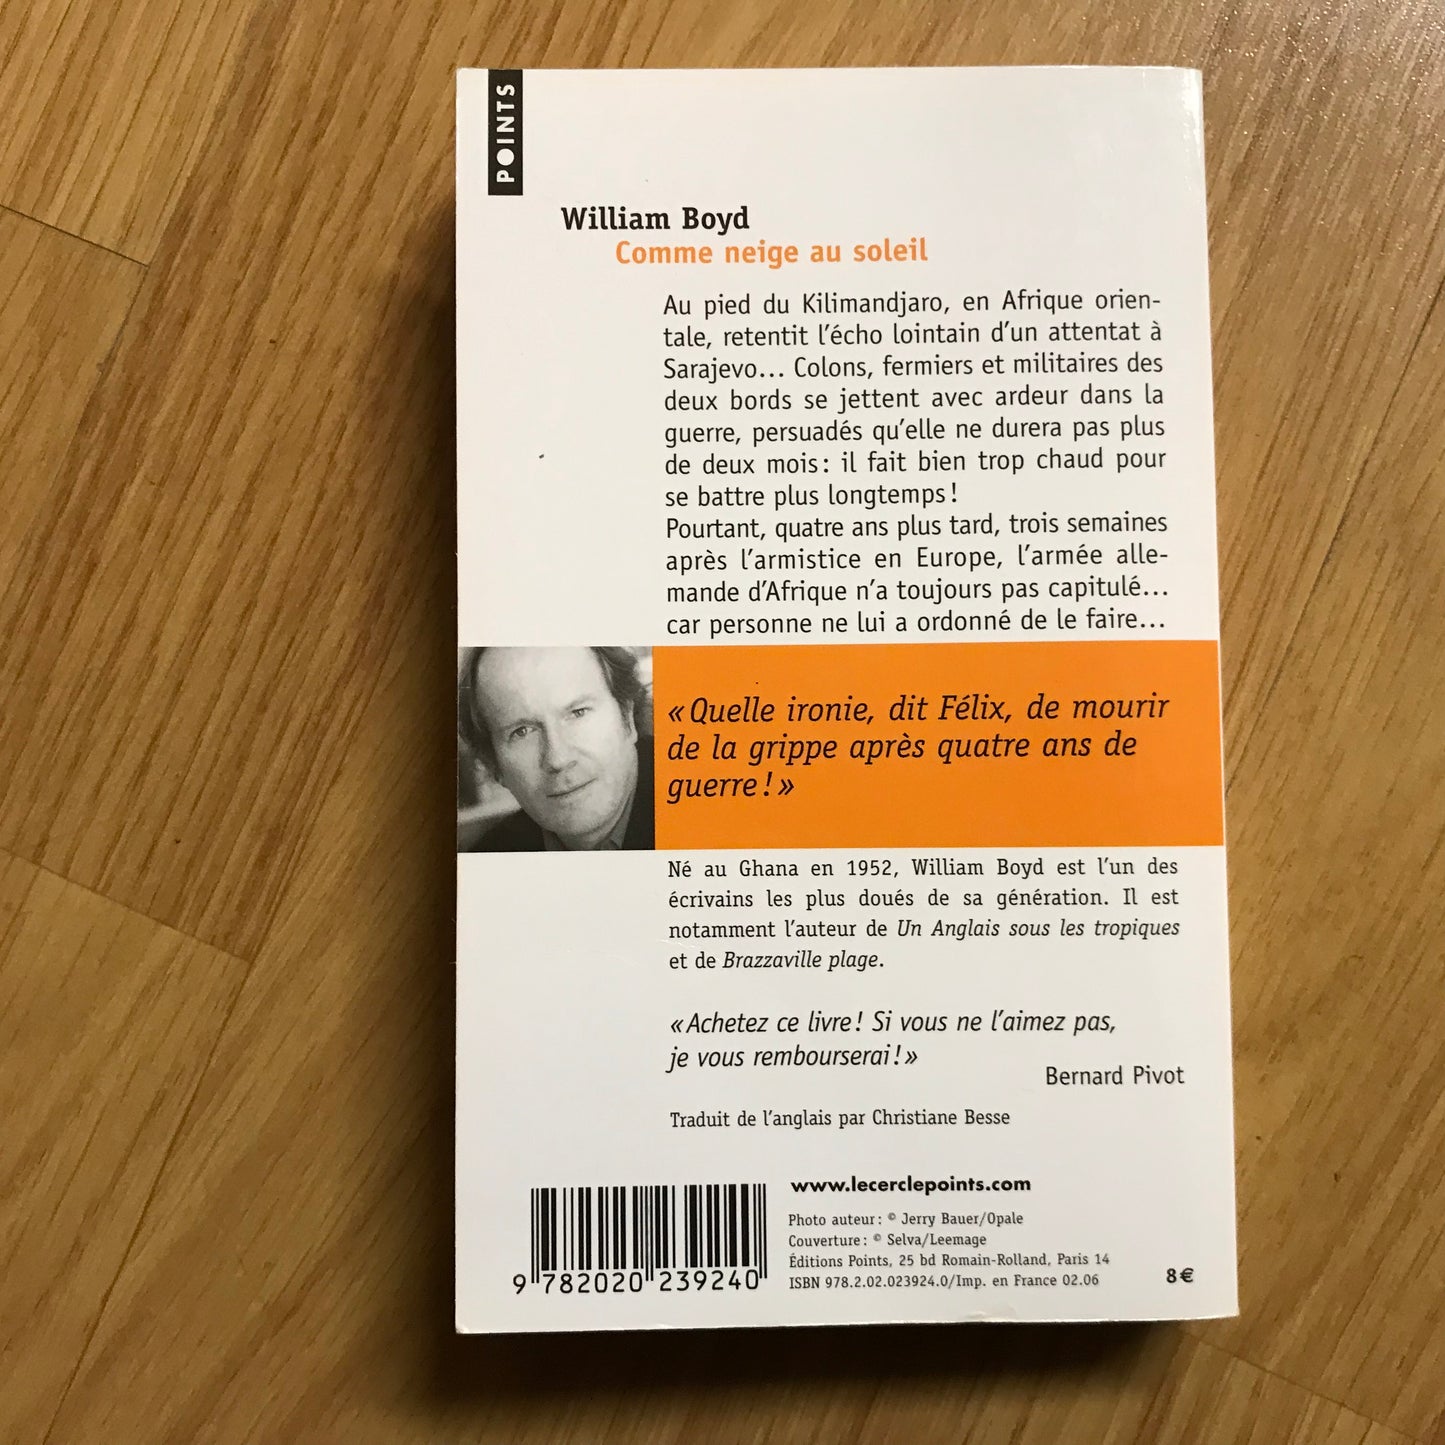 POINTS
William Boyd
Comme neige au soleil
Au pied du Kilimandjaro, en Afrique orien-
tale, retentit l'écho lointain d'un attentat à
Sarajevo... Colons, fermiers et militaires des
deux bords se jettent avec ardeur dans la
guerre, persuadés qu'elle ne durera pas plus
de deux mois : il fait bien trop chaud pour
se battre plus longtemps !
Pourtant, quatre ans plus tard, trois semaines
après l'armistice en Europe, l'armée alle-
mande d'Afrique n'a toujours pas capitulé...
car personne ne lui a ordonné de le faire...
« Quelle ironie, dit Félix, de mourir
de la grippe après quatre ans de
guerre ! »
Né au Ghana en 1952, William Boyd est l'un des
écrivains les plus doués de sa génération. Il est
notamment l'auteur de Un Anglais sous les tropiques
et de Brazzaville plage.
« Achetez ce livre ! Si vous ne l'aimez pas,
je vous rembourserai ! »
Bernard Pivot
Traduit de l'anglais par Christiane Besse
www.lecerclepoints.com
Photo auteur : © Jerry Bauer/Opale
Couverture : © Selva/Leemage
Éditions Points, 25 bd Romain-Rolland, Paris 14
ISBN 978.2.02.023924.0/Imp. en France 02.06
8 €
9 782020 239240